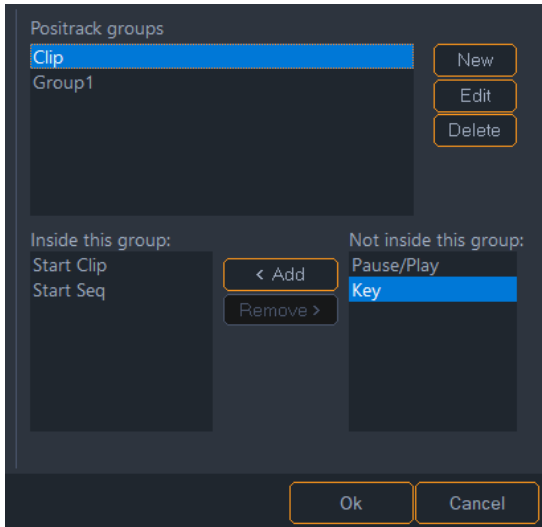 Positrack groups
Clip
Group1
New
Edit
Delete
Inside this group:
Start Clip
Start Seq
< Add
Remove >
Not inside this group:
Pause/Play
Key
Ok
Cancel